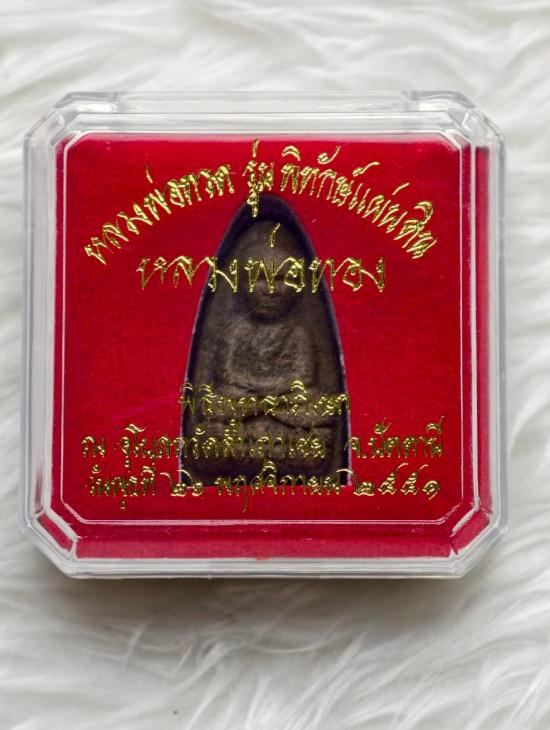 หลวงพ่อทวด รุ่น พิทักษ์แผ่นดิน
หลวงพ่อทอง
พิธีพุทธาภิเษก
ณ อุโบสถวัดสำเภาเชย จ.ปัตตานี
วันพุธที่ ๒๖ พฤศจิกายน ๒๕๕๑